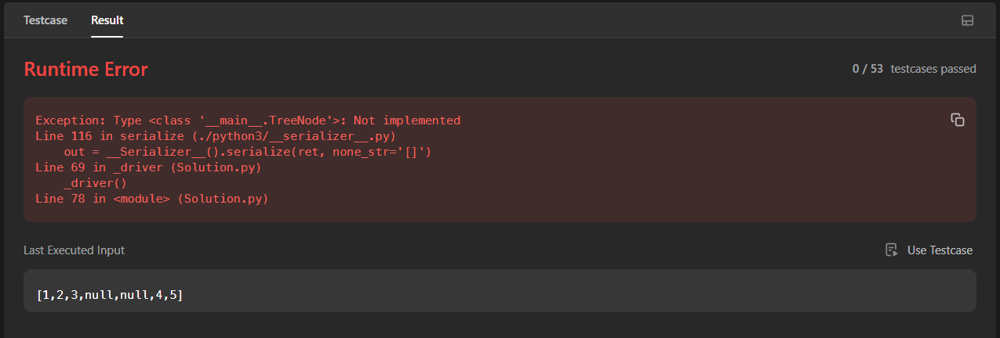 Testcase
Result
Runtime Error
0 / 53 testcases passed
Exception: Type <class '__main__.TreeNode'>: Not implemented
Line 116 in serialize (./python3/__serializer__.py)
    out = __Serializer__().serialize(ret, none_str='[]')
Line 69 in _driver (Solution.py)
    _driver()
Line 78 in <module> (Solution.py)
Last Executed Input
Use Testcase
[1,2,3,null,null,4,5]